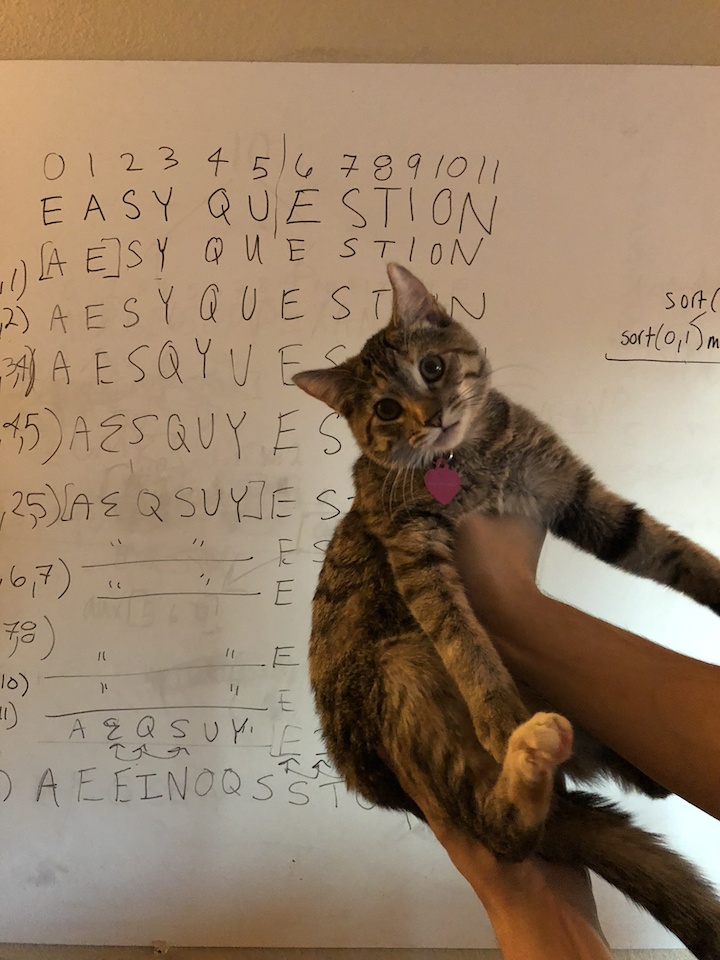 0 1 2 3 4 5 6 7 8 9 10 11
E A S Y Q U E S T I O N
,1) [A E] S Y Q U E S T I O N
,2) A E S Y Q U E S T N
,3,4) A E S Q Y U E S
4,5) A E S Q U Y E S
,2,5) [A E Q S U Y] E S T
" " E S
6,7) " " E
7,8)
" " E
10) " " E
11)
A E Q S U Y [E
) A E E I N O Q S S T U
sort(
sort(0,1) m